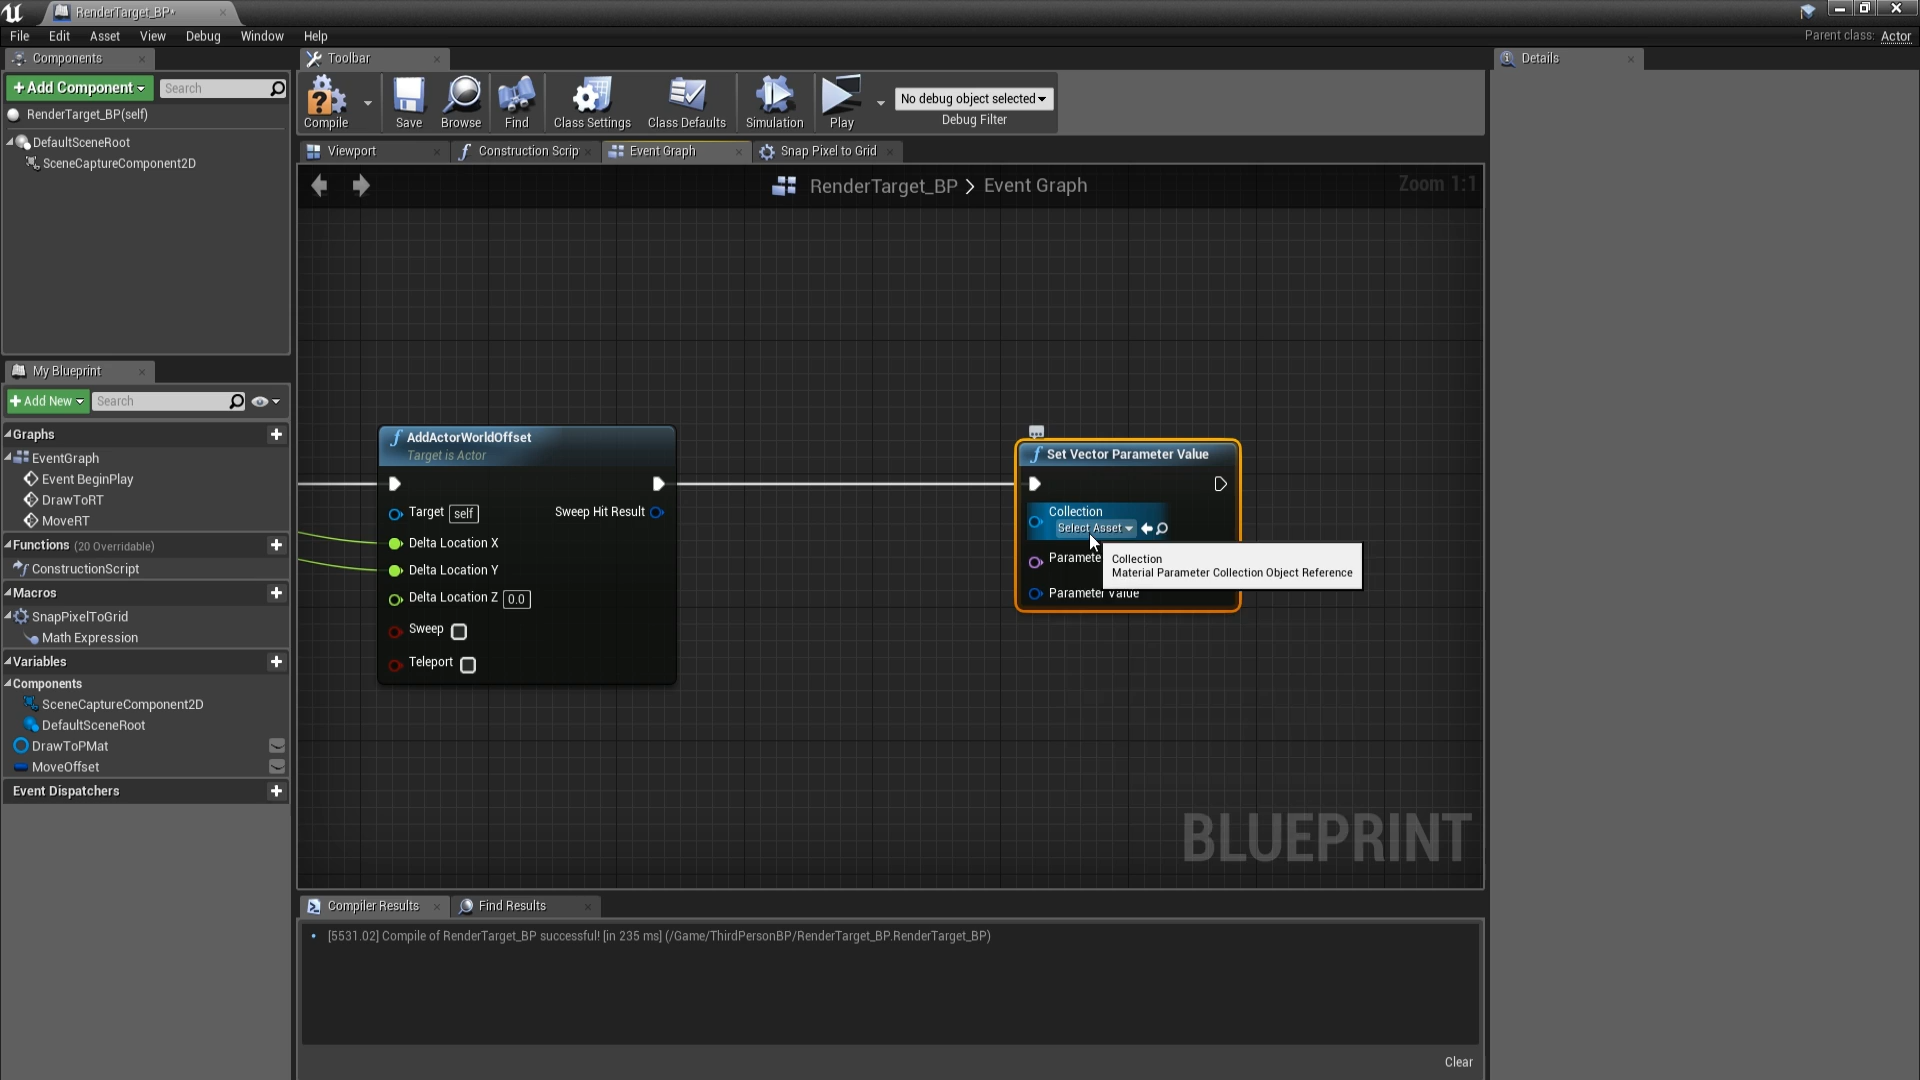 RenderTarget_BP*
File Edit Asset View Debug Window Help
Parent class: Actor
Components
+Add Component
Search
RenderTarget_BP(self)
DefaultSceneRoot
SceneCaptureComponent2D
Toolbar
Compile
Save
Browse
Find
Class Settings
Class Defaults
Simulation
Play
No debug object selected
Debug Filter
Viewport
Construction Scrip
Event Graph
Snap Pixel to Grid
RenderTarget_BP > Event Graph
Zoom 1:1
My Blueprint
+Add New
Search
Graphs
EventGraph
Event BeginPlay
DrawToRT
MoveRT
Functions (20 Overridable)
ConstructionScript
Macros
SnapPixelToGrid
Math Expression
Variables
Components
SceneCaptureComponent2D
DefaultSceneRoot
DrawToPMat
MoveOffset
Event Dispatchers
AddActorWorldOffset
Target is Actor
Target self
Sweep Hit Result
Delta Location X
Delta Location Y
Delta Location Z 0.0
Sweep
Teleport
Set Vector Parameter Value
Collection
Select Asset
Paramete
Parameter Value
Collection
Material Parameter Collection Object Reference
BLUEPRINT
Compiler Results
Find Results
[5531.02] Compile of RenderTarget_BP successful! [in 235 ms] (/Game/ThirdPersonBP/RenderTarget_BP.RenderTarget_BP)
Clear
Details